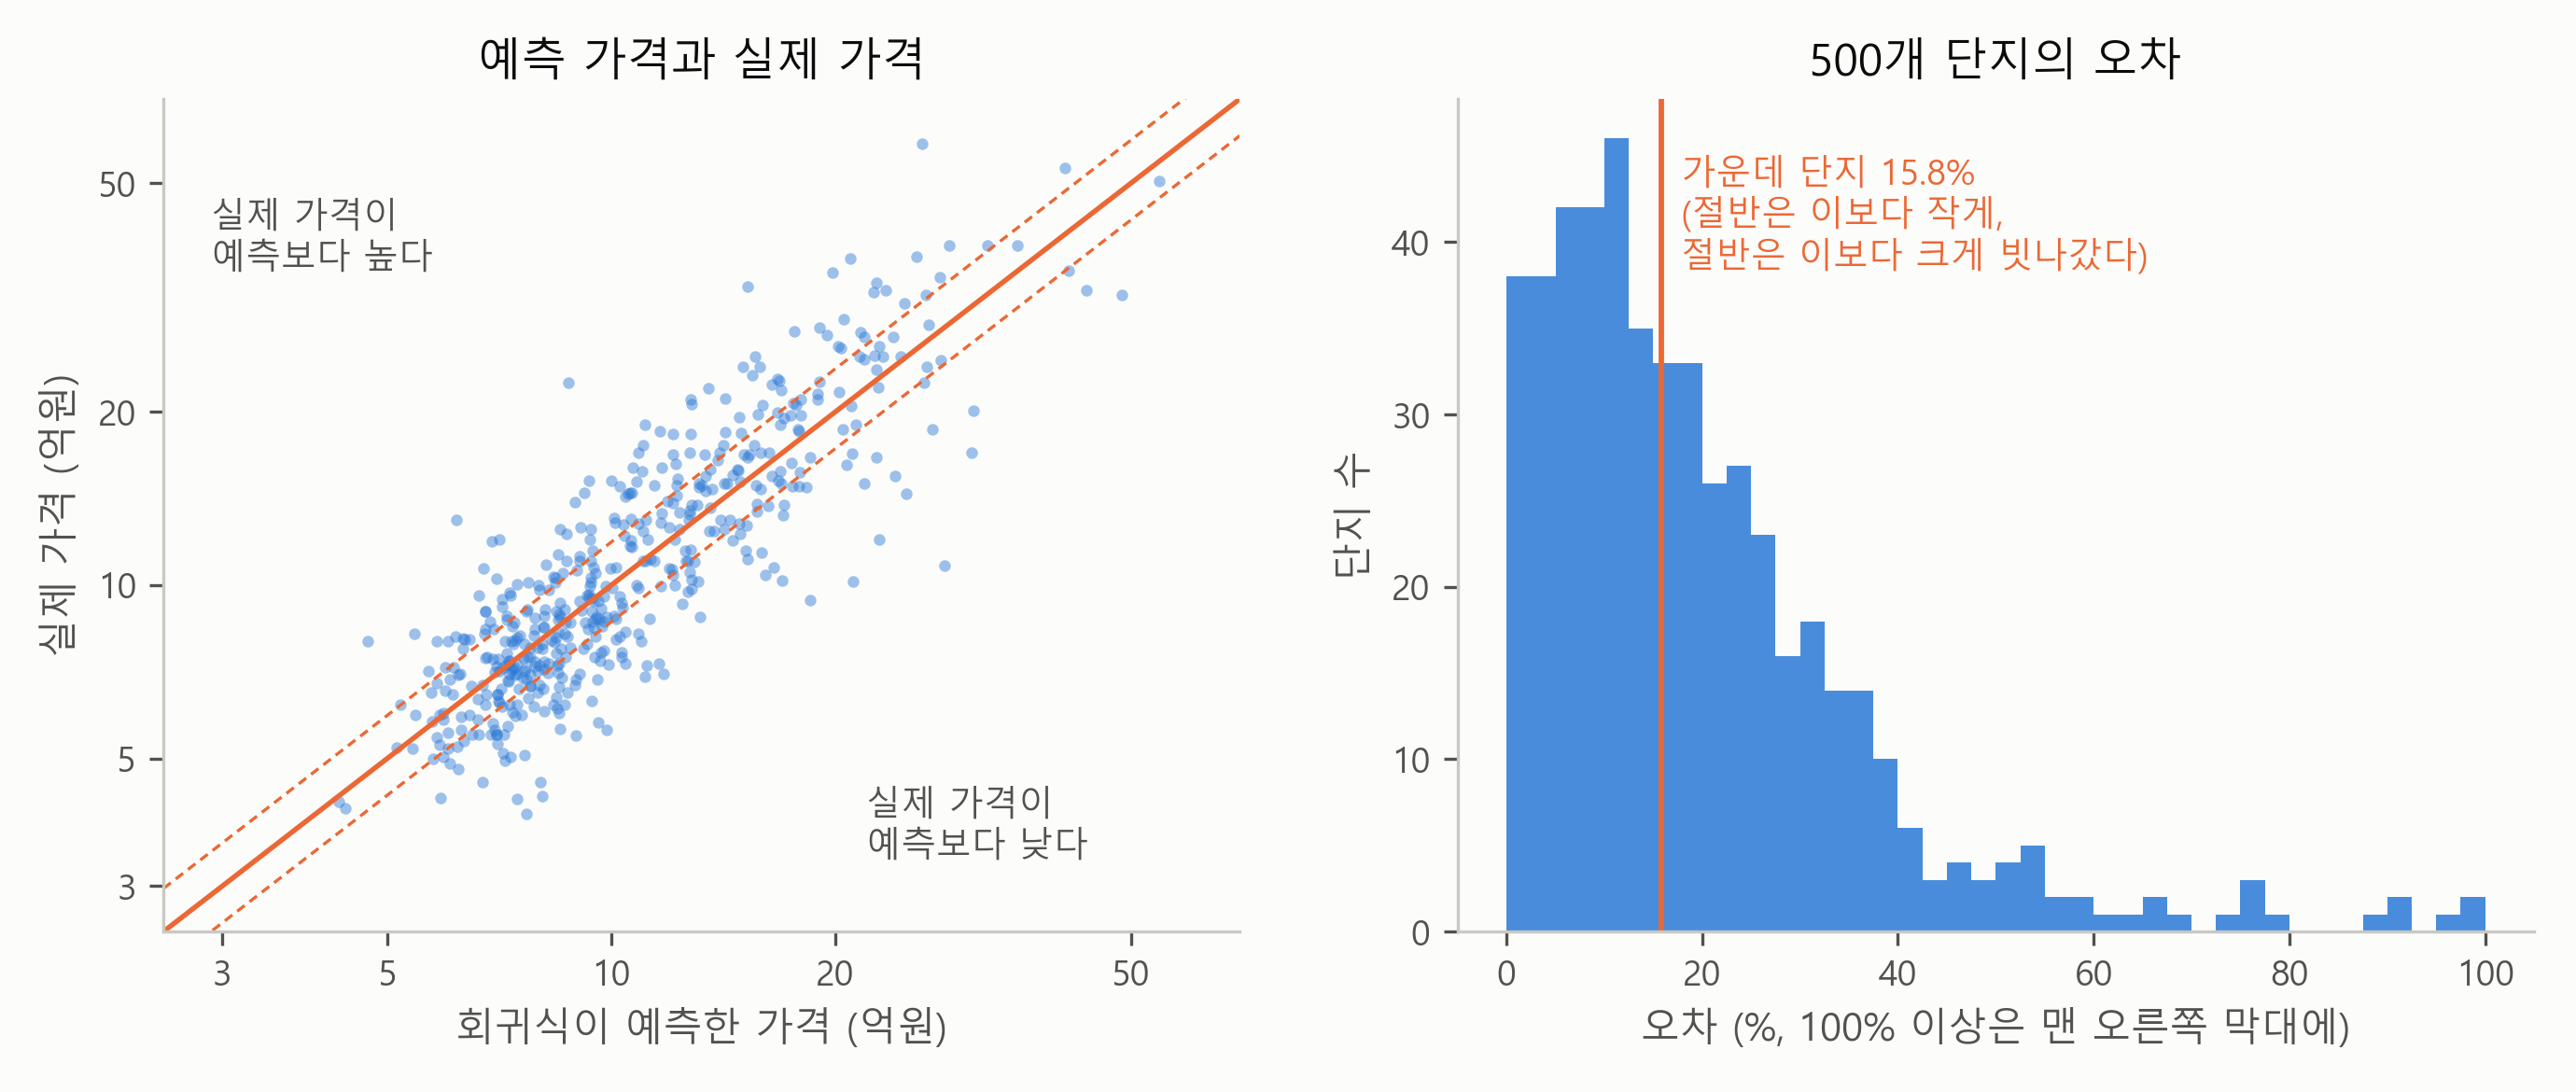 예측 가격과 실제 가격
실제 가격 (억원)
50
20
10
5
3
실제 가격이
예측보다 높다
실제 가격이
예측보다 낮다
3
5
10
20
50
회귀식이 예측한 가격 (억원)
500개 단지의 오차
단지 수
40
30
20
10
0
가운데 단지 15.8%
(절반은 이보다 작게,
절반은 이보다 크게 빗나갔다)
0
20
40
60
80
100
오차 (%, 100% 이상은 맨 오른쪽 막대에)